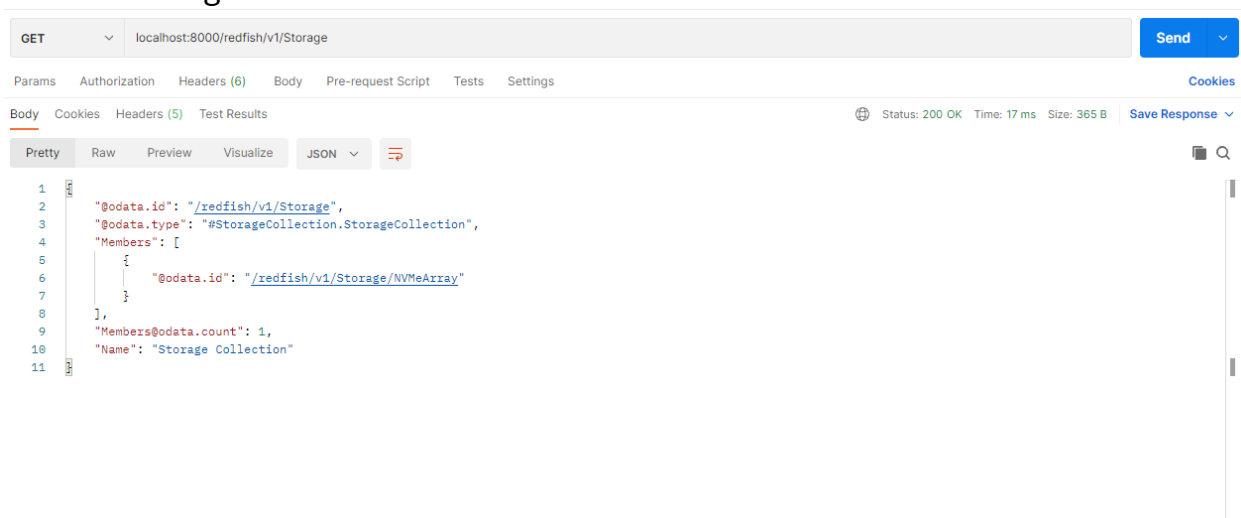 GET localhost:8000/redfish/v1/Storage Send
Params Authorization Headers (6) Body Pre-request Script Tests Settings Cookies
Body Cookies Headers (5) Test Results Status: 200 OK Time: 17 ms Size: 365 B Save Response
Pretty Raw Preview Visualize JSON
1 {
2 "@odata.id": "/redfish/v1/Storage",
3 "@odata.type": "#StorageCollection.StorageCollection",
4 "Members": [
5 {
6 "@odata.id": "/redfish/v1/Storage/NVMeArray"
7 }
8 ],
9 "Members@odata.count": 1,
10 "Name": "Storage Collection"
11 }